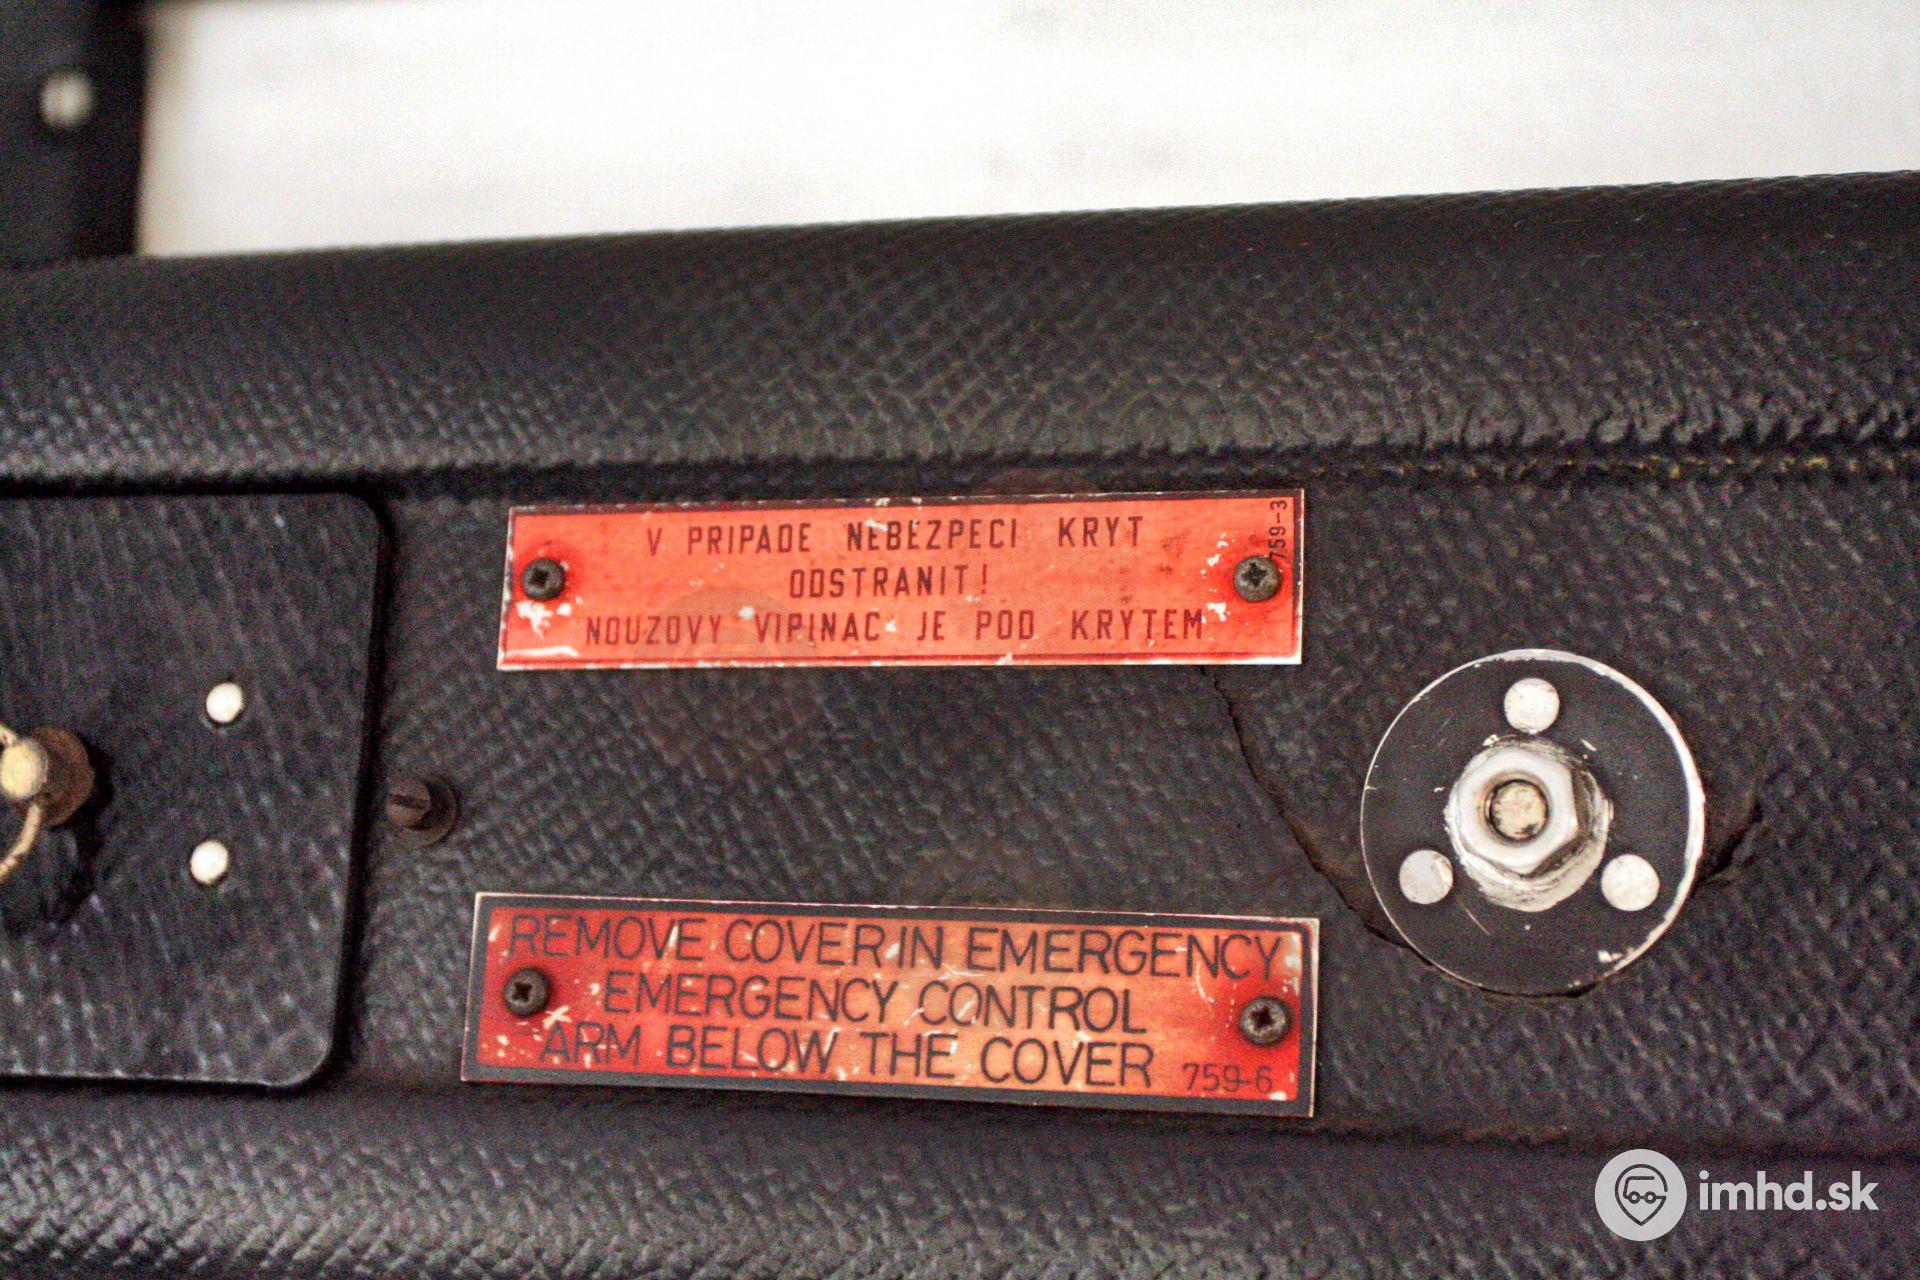 V PRIPADE NEBEZPECI KRYT
ODSTRANIT!
NOUZOVY VIPINAC JE POD KRYTEM
759-3
REMOVE COVER IN EMERGENCY
EMERGENCY CONTROL
ARM BELOW THE COVER
759-6
imhd.sk